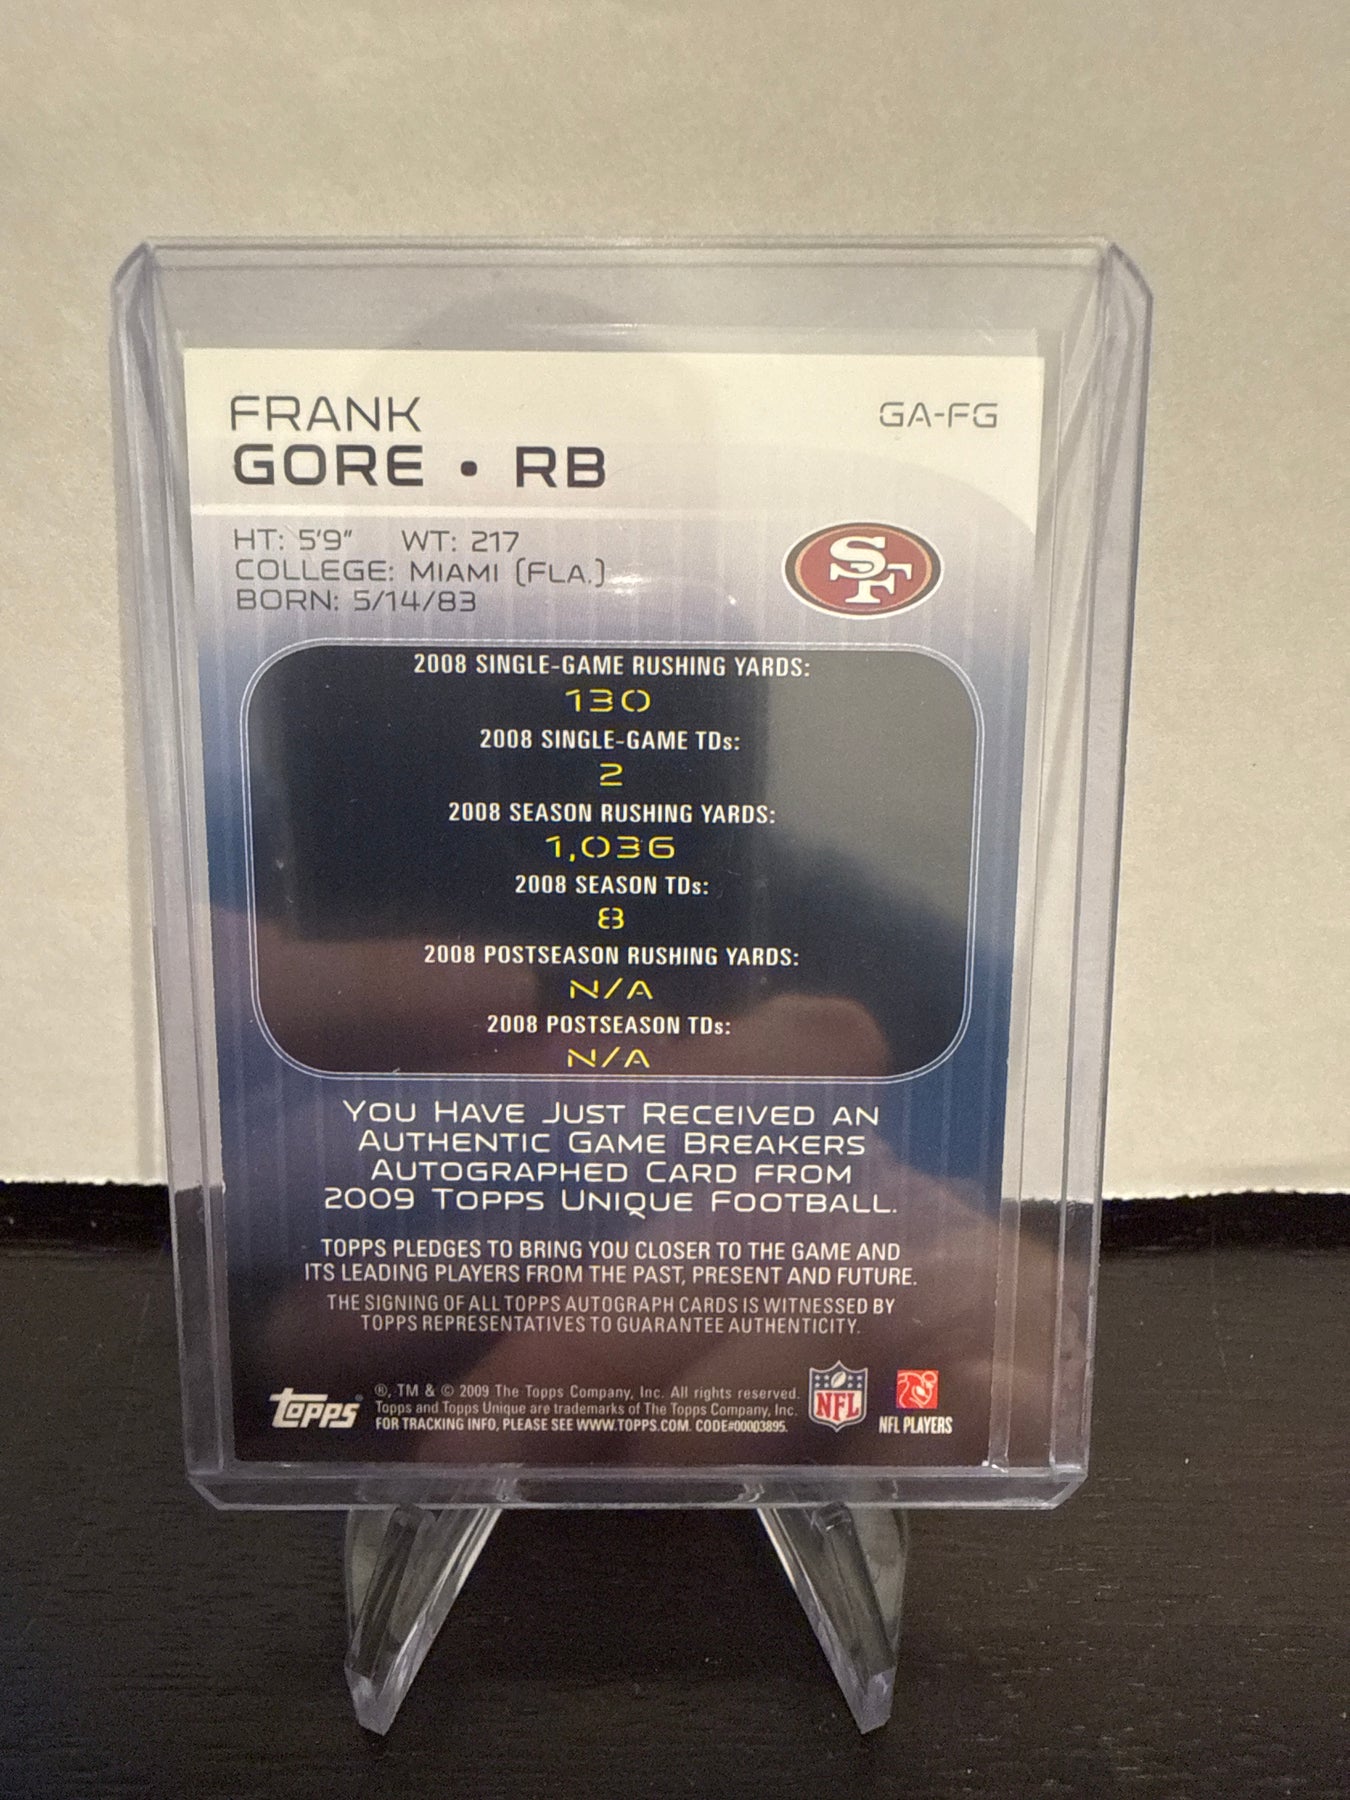 FRANK
GORE • RB
GA-FG
HT: 5'9" WT: 217
COLLEGE: MIAMI (FLA.)
BORN: 5/14/83
SF
2008 SINGLE-GAME RUSHING YARDS:
130
2008 SINGLE-GAME TDs:
2
2008 SEASON RUSHING YARDS:
1,036
2008 SEASON TDs:
8
2008 POSTSEASON RUSHING YARDS:
N/A
2008 POSTSEASON TDs:
N/A
YOU HAVE JUST RECEIVED AN
AUTHENTIC GAME BREAKERS
AUTOGRAPHED CARD FROM
2009 TOPPS UNIQUE FOOTBALL.
TOPPS PLEDGES TO BRING YOU CLOSER TO THE GAME AND
ITS LEADING PLAYERS FROM THE PAST, PRESENT AND FUTURE.
THE SIGNING OF ALL TOPPS AUTOGRAPH CARDS IS WITNESSED BY
TOPPS REPRESENTATIVES TO GUARANTEE AUTHENTICITY.
Topps®
®, TM & © 2009 The Topps Company, Inc. All rights reserved.
Topps and Topps Unique are trademarks of The Topps Company, Inc.
FOR TRACKING INFO, PLEASE SEE WWW.TOPPS.COM. CODE#00003895.
NFL
NFL PLAYERS